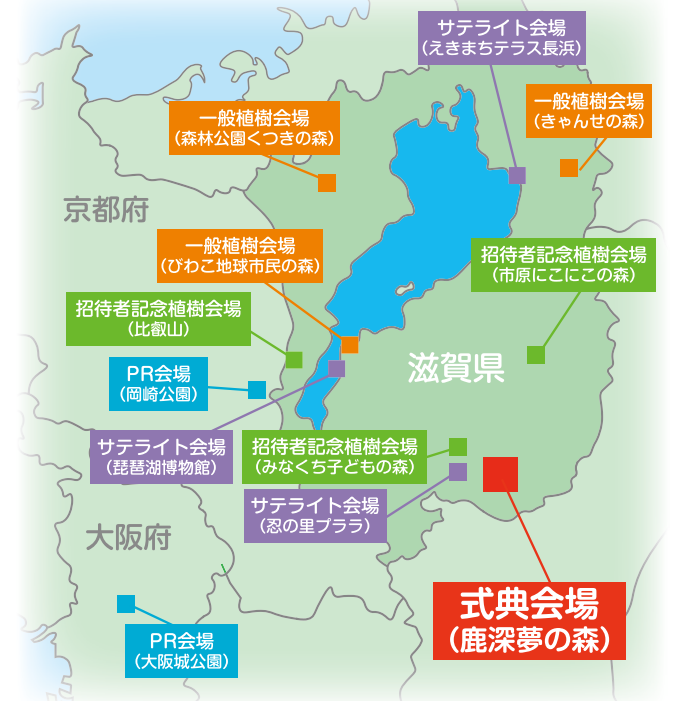 サテライト会場
（えきまちテラス長浜）
一般植樹会場
（きゃんせの森）
一般植樹会場
（森林公園くつきの森）
京都府
一般植樹会場
（びわこ地球市民の森）
招待者記念植樹会場
（市原にこにこの森）
招待者記念植樹会場
（比叡山）
滋賀県
PR会場
（岡崎公園）
サテライト会場
（琵琶湖博物館）
招待者記念植樹会場
（みなくち子どもの森）
サテライト会場
（忍の里プララ）
大阪府
式典会場
（鹿深夢の森）
PR会場
（大阪城公園）